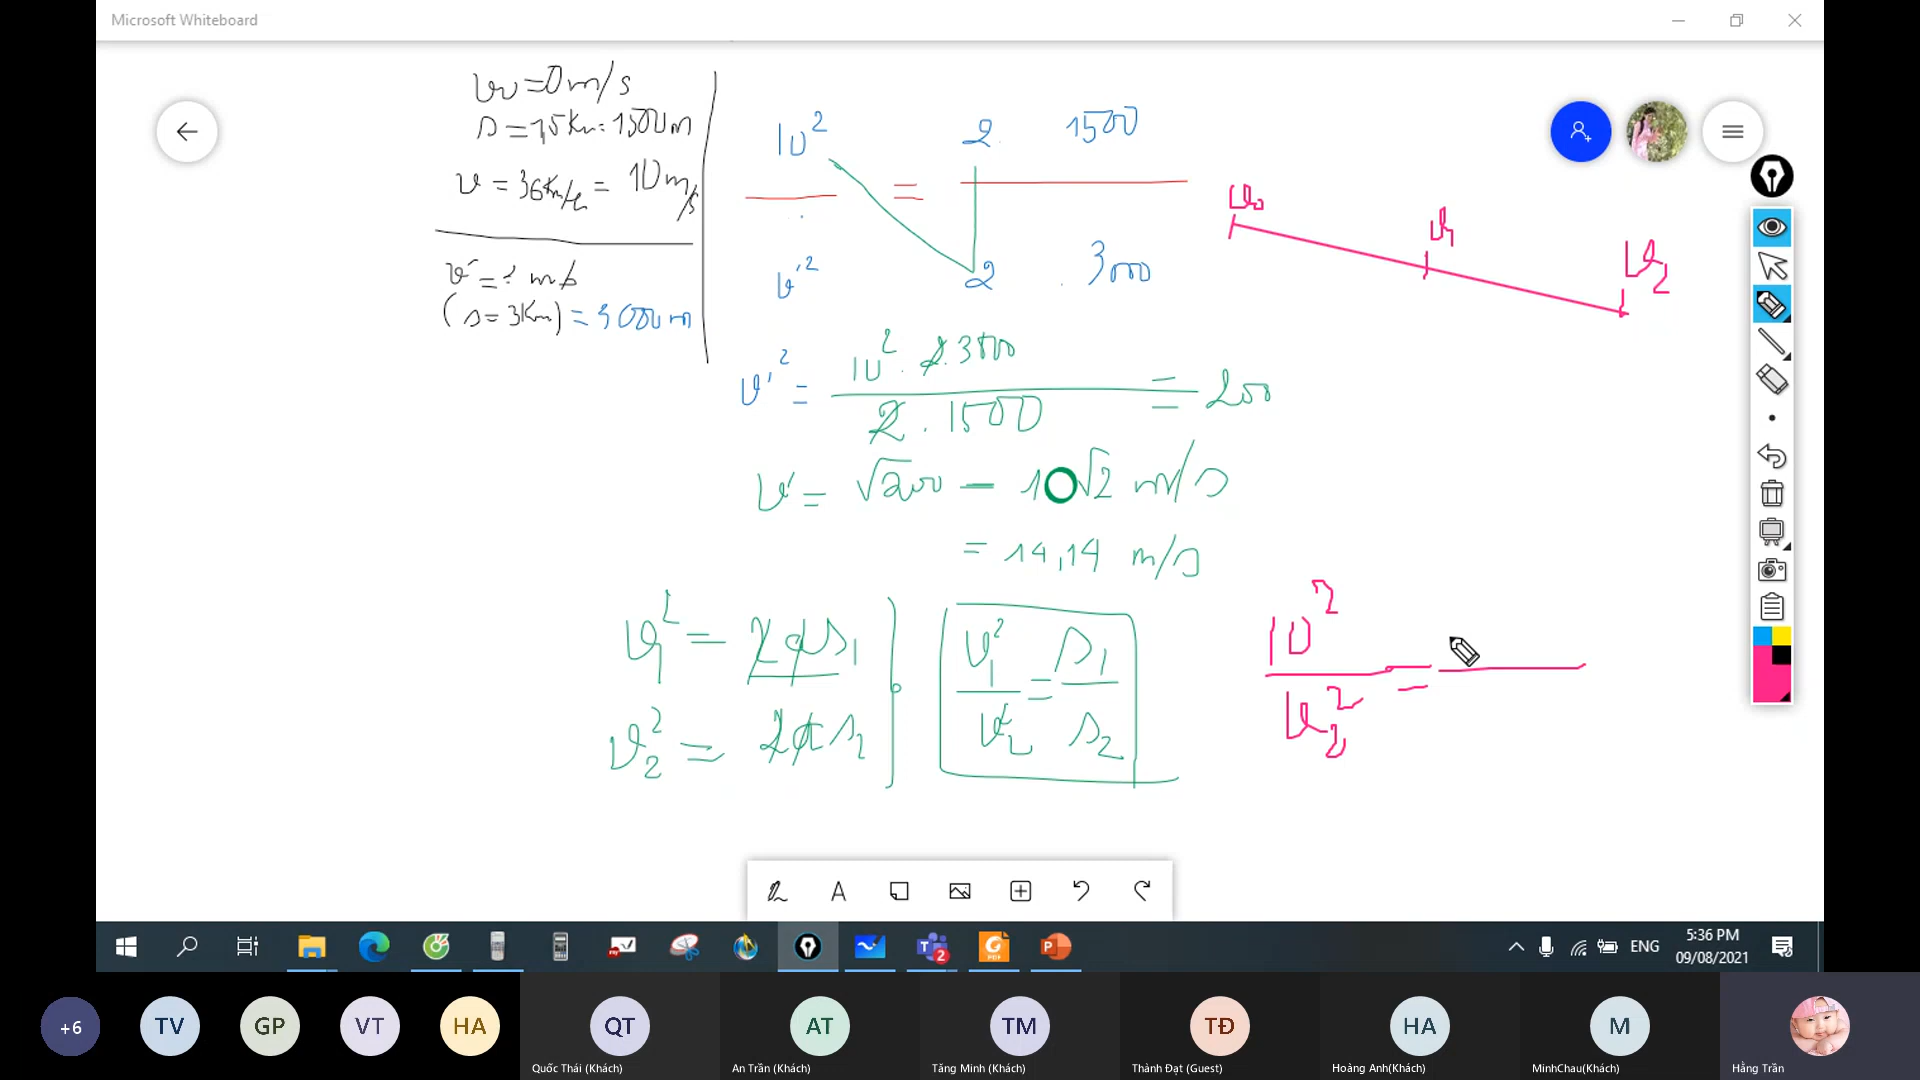 Microsoft Whiteboard
v₀ = 0 m/s
s = 1,5 Km = 1500 m
v = 36 Km/h = 10 m/s
v' = ? m/s
(s = 3Km) = 3000 m
10² = 2 . 1500
v'² 2 . 3000
v₀ v₁ v₂
v'² = 10² . 2 . 3000 = 200
2 . 1500
v' = √200 = 10√2 m/s
= 14,14 m/s
v₁² = 2as₁
v₂² = 2as₂
v₁² = s₁
v₂² s₂
10² =
v₂²
ENG
5:36 PM
09/08/2021
2
+6
TV
GP
VT
HA
QT
AT
TM
TĐ
HA
M
Quốc Thái (Khách)
An Trần (Khách)
Tăng Minh (Khách)
Thành Đạt (Guest)
Hoàng Anh(Khách)
MinhChau(Khách)
Hằng Trần